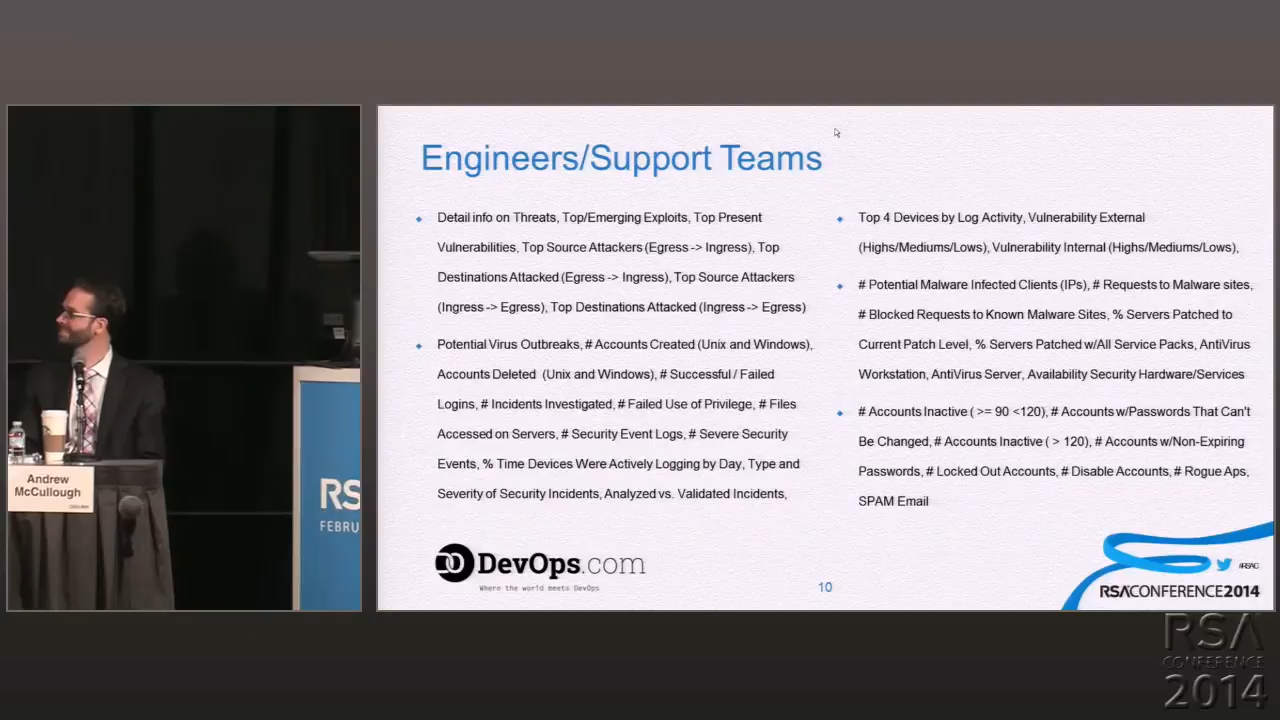 Engineers/Support Teams
Detail info on Threats, Top/Emerging Exploits, Top Present
Vulnerabilities, Top Source Attackers (Egress -> Ingress), Top
Destinations Attacked (Egress -> Ingress), Top Source Attackers
(Ingress -> Egress), Top Destinations Attacked (Ingress -> Egress)
Potential Virus Outbreaks, # Accounts Created (Unix and Windows),
Accounts Deleted (Unix and Windows), # Successful / Failed
Logins, # Incidents Investigated, # Failed Use of Privilege, # Files
Accessed on Servers, # Security Event Logs, # Severe Security
Events, % Time Devices Were Actively Logging by Day, Type and
Severity of Security Incidents, Analyzed vs. Validated Incidents,
Top 4 Devices by Log Activity, Vulnerability External
(Highs/Mediums/Lows), Vulnerability Internal (Highs/Mediums/Lows),
# Potential Malware Infected Clients (IPs), # Requests to Malware sites,
# Blocked Requests to Known Malware Sites, % Servers Patched to
Current Patch Level, % Servers Patched w/All Service Packs, AntiVirus
Workstation, AntiVirus Server, Availability Security Hardware/Services
# Accounts Inactive ( >= 90 <120), # Accounts w/Passwords That Can't
Be Changed, # Accounts Inactive ( > 120), # Accounts w/Non-Expiring
Passwords, # Locked Out Accounts, # Disable Accounts, # Rogue Aps,
SPAM Email
DevOps.com
Where the world meets DevOps
10
#RSAC
RSACONFERENCE2014
Andrew
McCullough
RS
FEBRU
RSA
CONFERENCE
2014